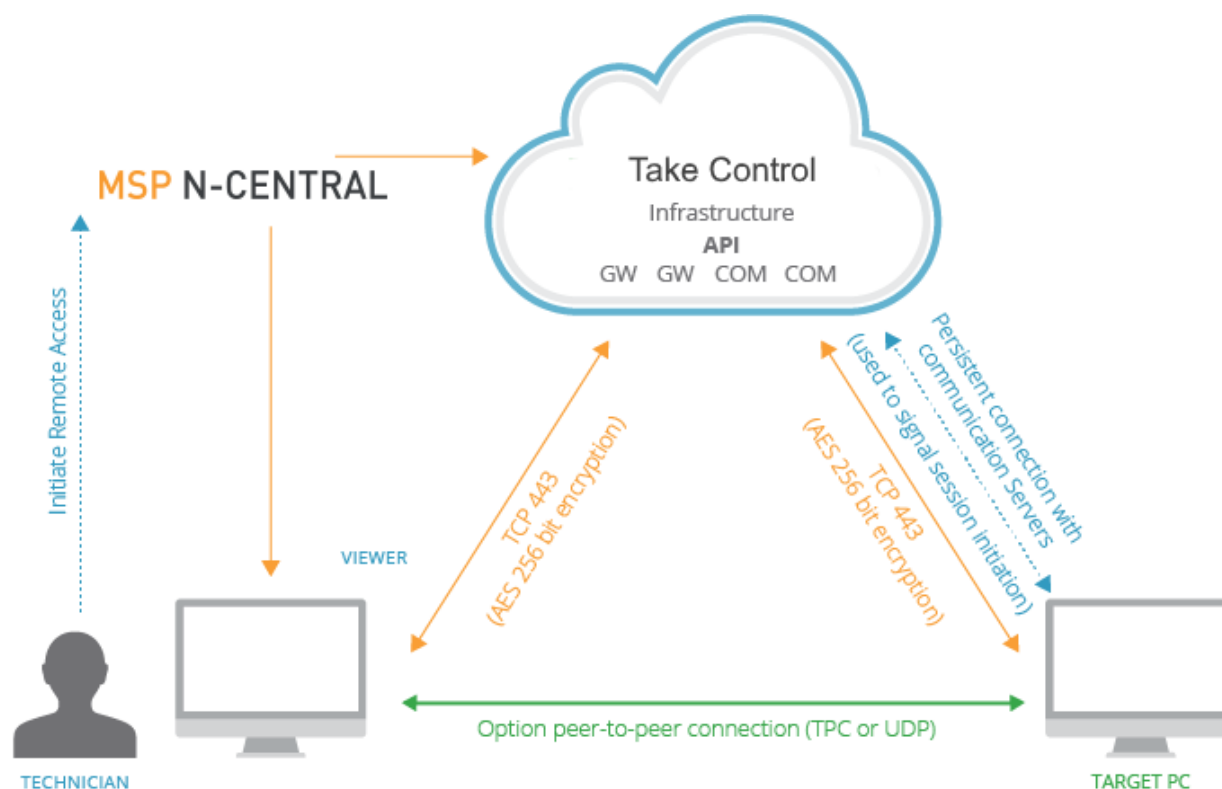 Take Control
Infrastructure
API
GW GW COM COM
MSP N-CENTRAL
Initiate Remote Access
VIEWER
TCP 443
(AES 256 bit encryption)
TCP 443
(AES 256 bit encryption)
Persistent connection with
communication Servers
(used to signal session initiation)
Option peer-to-peer connection (TPC or UDP)
TECHNICIAN
TARGET PC